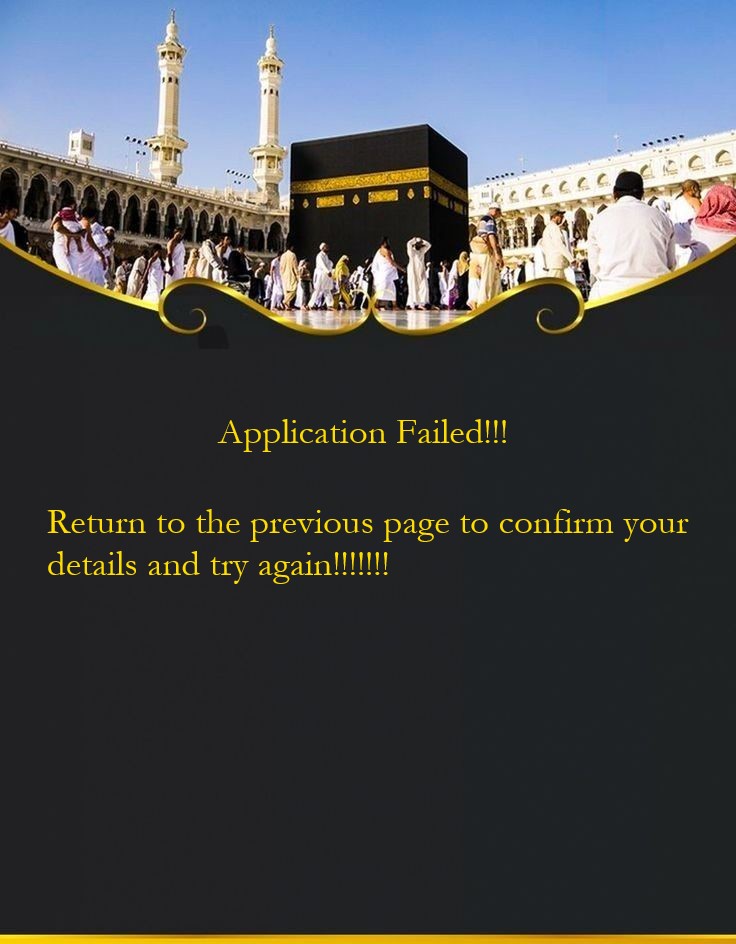 Application Failed!!!
Return to the previous page to confirm your
details and try again!!!!!!!